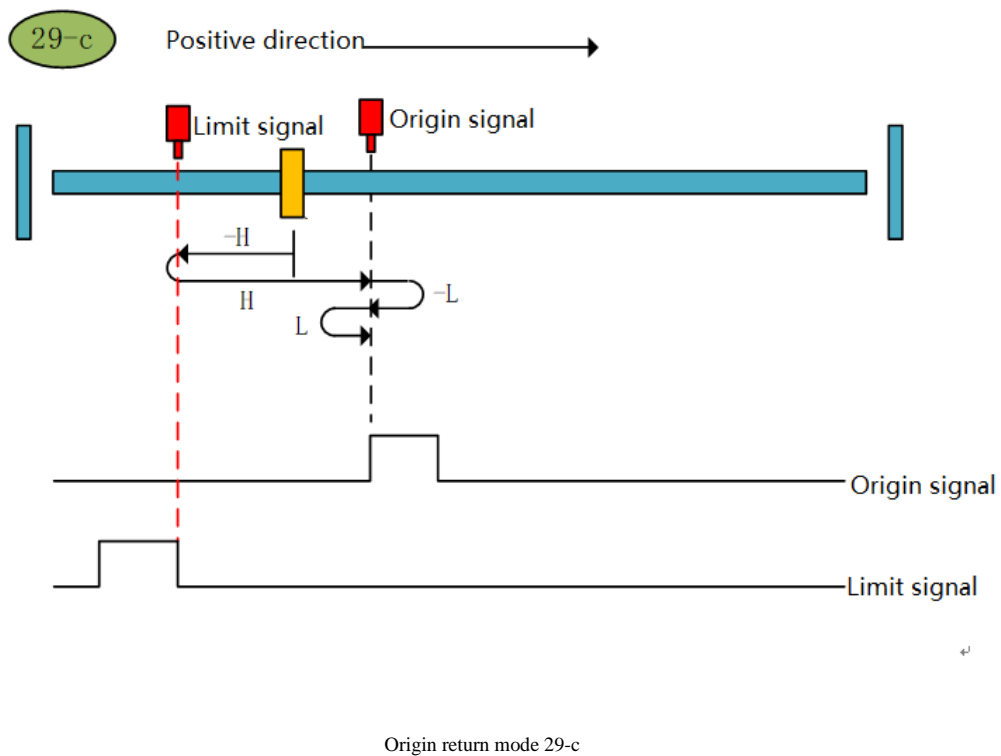 29-c
Positive direction
Limit signal
Origin signal
-H
H
-L
L
Origin signal
Limit signal
Origin return mode 29-c